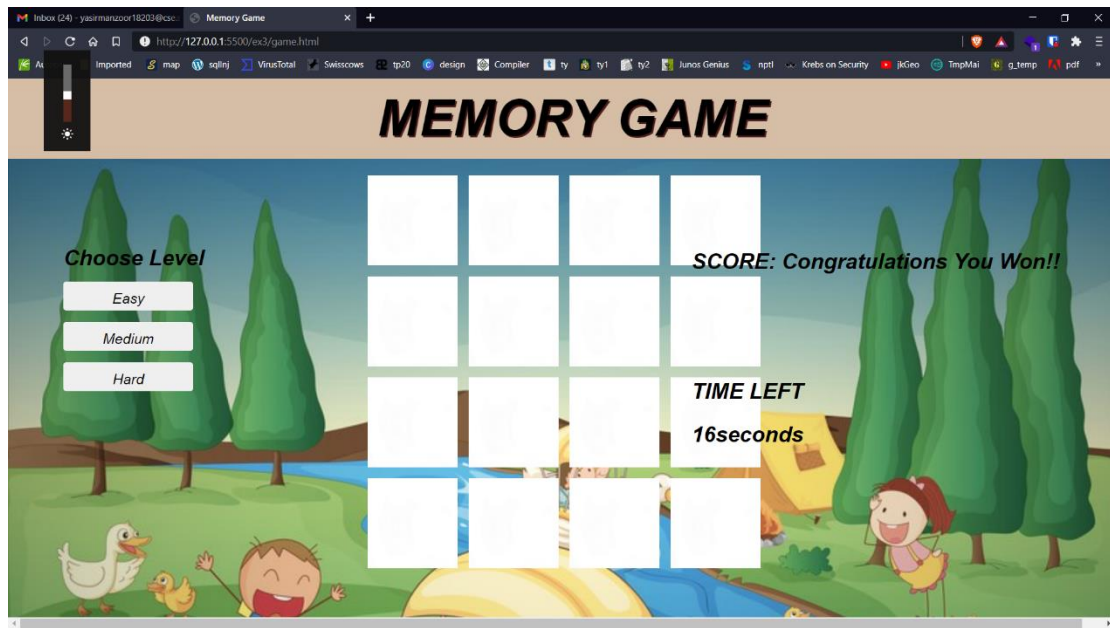 Inbox (24) - yasirmanzoor18203@cse.
Memory Game
http://127.0.0.1:5500/ex3/game.html
Imported map sqlInj VirusTotal Swisscows tp20 design Compiler ty ty1 ty2 Junos Genius nptl Krebs on Security jkGeo TmpMai g_temp pdf
MEMORY GAME
Choose Level
Easy
Medium
Hard
SCORE: Congratulations You Won!!
TIME LEFT
16seconds